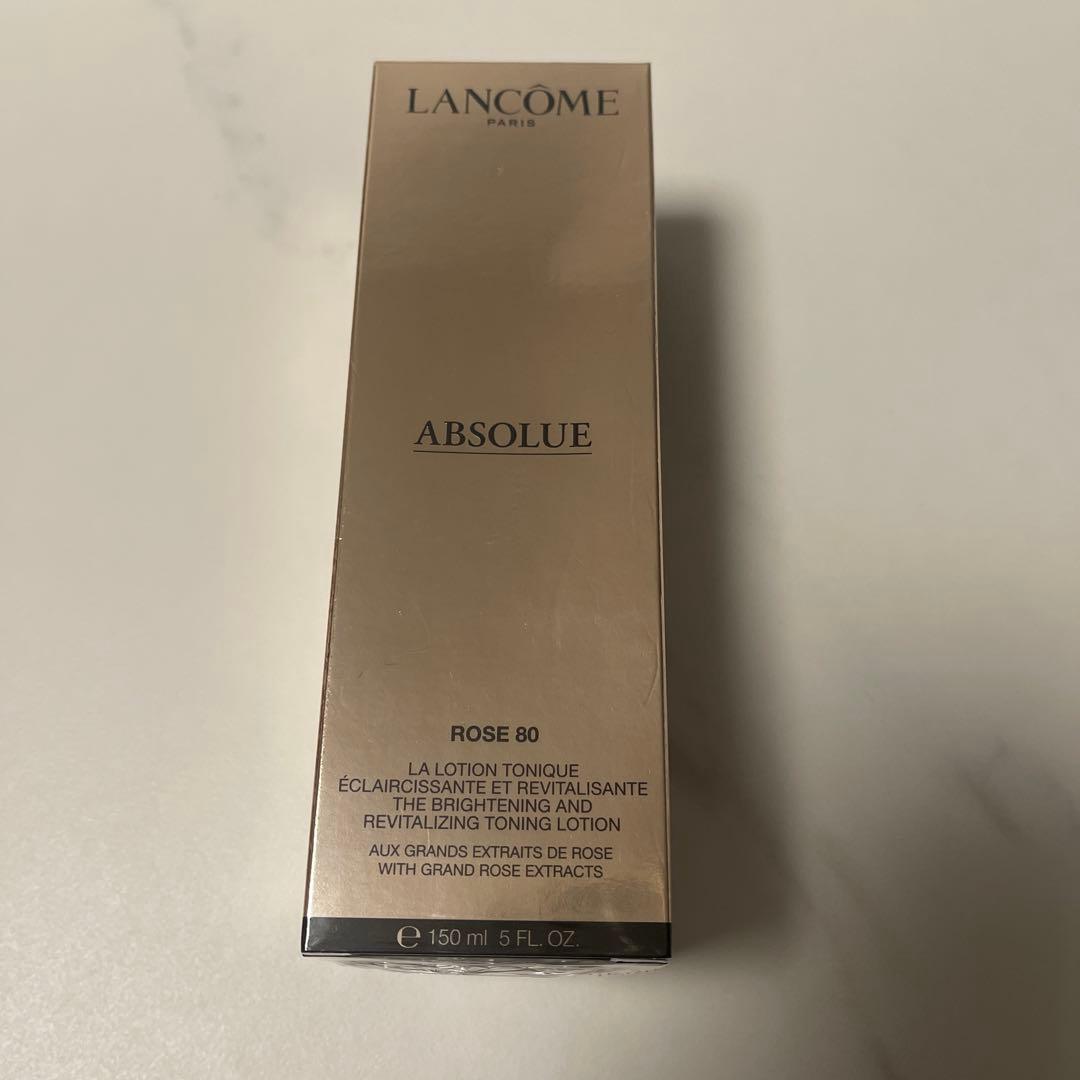 LANCÔME
PARIS
ABSOLUE
ROSE 80
LA LOTION TONIQUE
ÉCLAIRCISSANTE ET REVITALISANTE
THE BRIGHTENING AND
REVITALIZING TONING LOTION
AUX GRANDS EXTRAITS DE ROSE
WITH GRAND ROSE EXTRACTS
℮ 150 ml 5 FL. OZ.